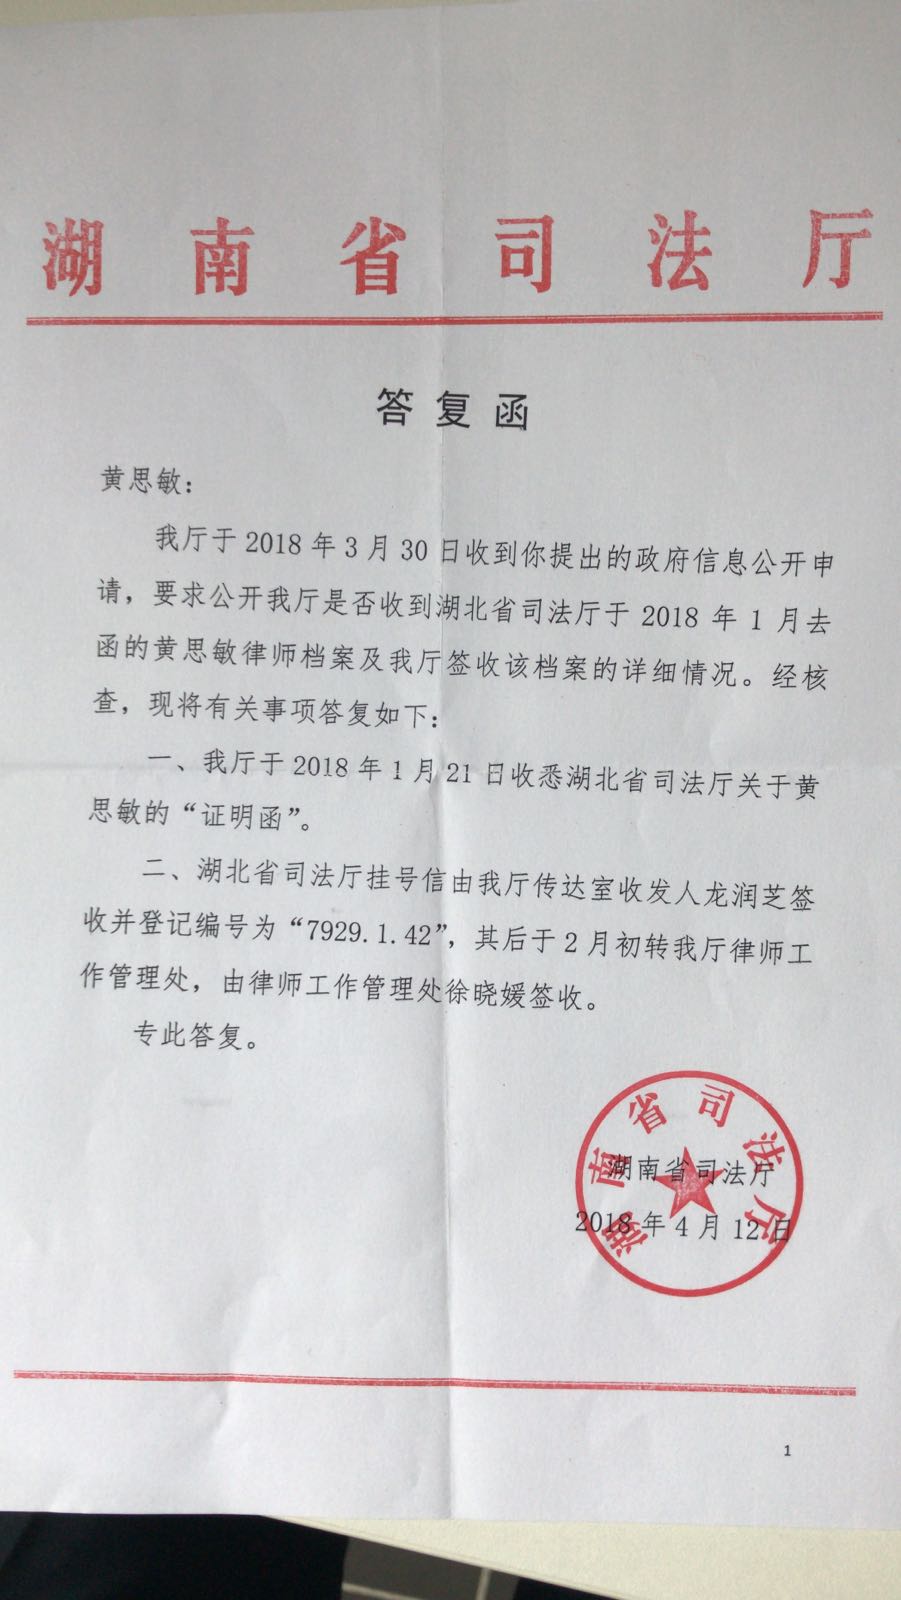 湖南省司法厅
答复函
黄思敏：
我厅于2018年3月30日收到你提出的政府信息公开申
请，要求公开我厅是否收到湖北省司法厅于2018年1月去
函的黄思敏律师档案及我厅签收该档案的详细情况。经核
查，现将有关事项答复如下：
一、我厅于2018年1月21日收悉湖北省司法厅关于黄
思敏的“证明函”。
二、湖北省司法厅挂号信由我厅传达室收发人龙润芝签
收并登记编号为“7929.1.42”，其后于2月初转我厅律师工
作管理处，由律师工作管理处徐晓媛签收。
专此答复。
湖南省司法厅
湖南省司法厅
2018年4月12日
1